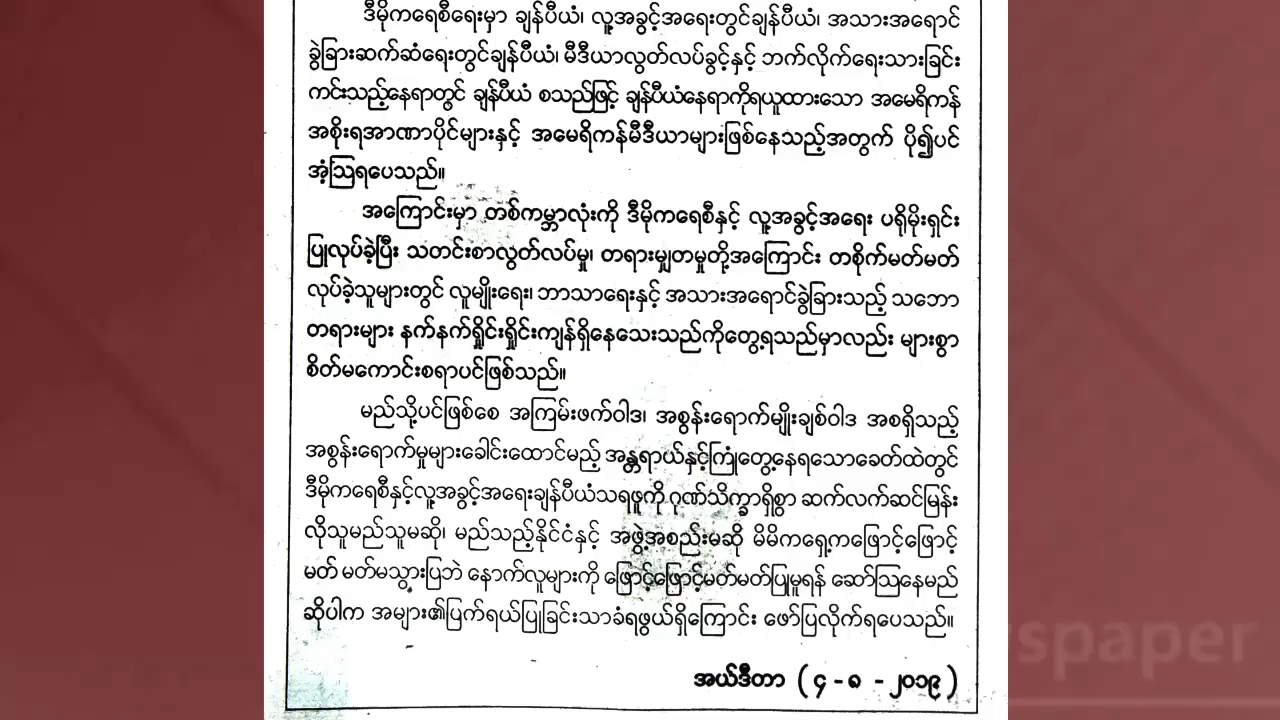 ဒီမိုကရေစီရေးမှာ ချန်ပီယံ၊ လူ့အခွင့်အရေးတွင်ချန်ပီယံ၊ အသားအရောင်
ခွဲခြားဆက်ဆံရေးတွင်ချန်ပီယံ၊ မီဒီယာလွတ်လပ်ခွင့်နှင့် ဘက်လိုက်ရေးသားခြင်း
ကင်းသည့်နေရာတွင် ချန်ပီယံ စသည်ဖြင့် ချန်ပီယံနေရာကိုရယူထားသော အမေရိကန်
အစိုးရအာဏာပိုင်များနှင့် အမေရိကန်မီဒီယာများဖြစ်နေသည့်အတွက် ပို၍ပင်
အံ့သြရပေသည်။
အကြောင်းမှာ တစ်ကမ္ဘာလုံးကို ဒီမိုကရေစီနှင့် လူ့အခွင့်အရေး ပရိုမိုးရှင်း
ပြုလုပ်ခဲ့ပြီး သတင်းစာလွတ်လပ်မှု၊ တရားမျှတမှုတို့အကြောင်း တစိုက်မတ်မတ်
လုပ်ခဲ့သူများတွင် လူမျိုးရေး၊ ဘာသာရေးနှင့် အသားအရောင်ခွဲခြားသည့် သဘော
တရားများ နက်နက်ရှိုင်းရှိုင်းကျန်ရှိနေသေးသည်ကိုတွေ့ရသည်မှာလည်း များစွာ
စိတ်မကောင်းစရာပင်ဖြစ်သည်။
မည်သို့ပင်ဖြစ်စေ အကြမ်းဖက်ဝါဒ၊ အစွန်းရောက်မျိုးချစ်ဝါဒ အစရှိသည့်
အစွန်းရောက်မှုများခေါင်းထောင်မည့် အန္တရာယ်နှင့်ကြုံတွေ့နေရသောခေတ်ထဲတွင်
ဒီမိုကရေစီနှင့်လူ့အခွင့်အရေးချန်ပီယံသရဖူကို ဂုဏ်သိက္ခာရှိစွာ ဆက်လက်ဆင်မြန်း
လိုသူမည်သူမဆို၊ မည်သည့်နိုင်ငံနှင့် အဖွဲ့အစည်းမဆို မိမိကရှေ့ကဖြောင့်ဖြောင့်
မတ် မတ်မသွားပြဘဲ နောက်လူများကို ဖြောင့်ဖြောင့်မတ်မတ်ပြုမူရန် ဆော်သြနေမည်
ဆိုပါက အများ၏ပြက်ရယ်ပြုခြင်းသာခံရဖွယ်ရှိကြောင်း ဖော်ပြလိုက်ရပေသည်။
အယ်ဒီတာ ( ၄ - ၈ - ၂၀၁၉ )
spaper